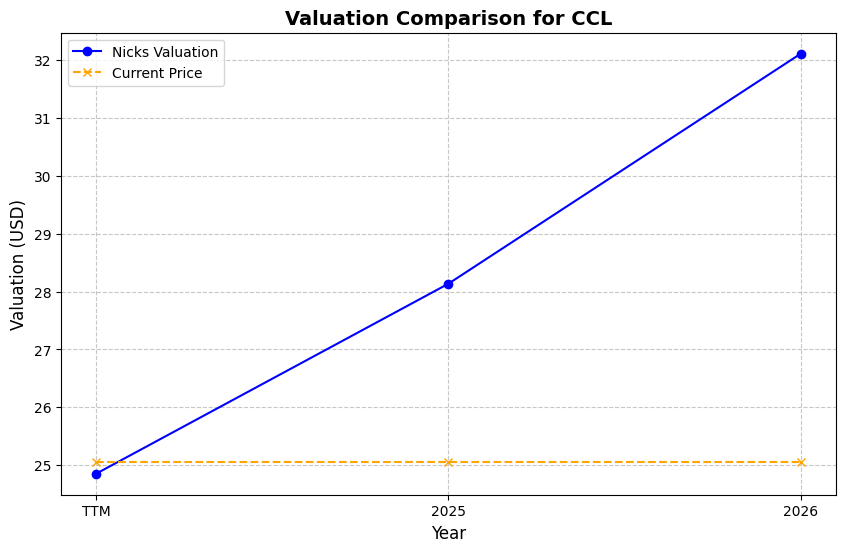 Valuation Comparison for CCL
Nicks Valuation
Current Price
32
31
30
29
28
27
26
25
Valuation (USD)
TTM 2025 2026
Year